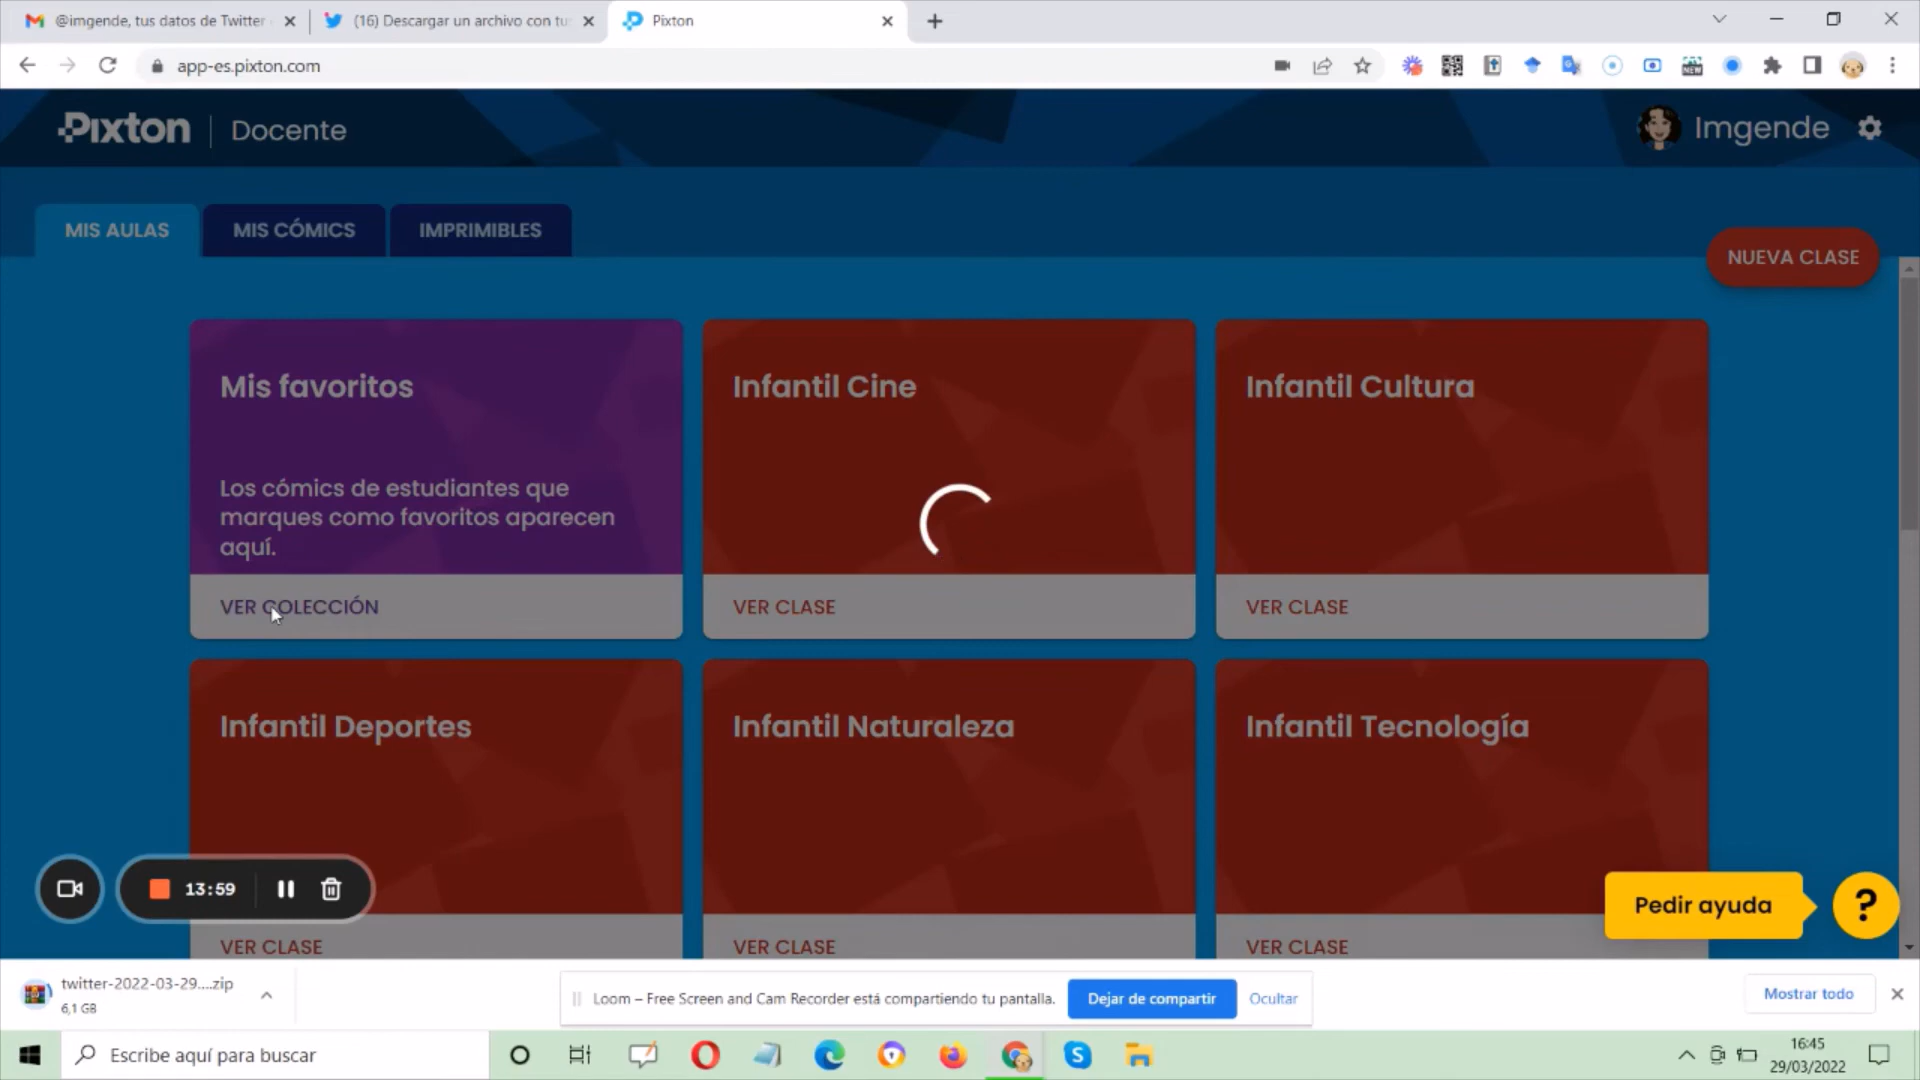 @imgende, tus datos de Twitter
(16) Descargar un archivo con tus
Pixton
app-es.pixton.com
Pixton
Docente
Imgende
MIS AULAS
MIS CÓMICS
IMPRIMIBLES
NUEVA CLASE
Mis favoritos
Los cómics de estudiantes que
marques como favoritos aparecen
aquí.
VER COLECCIÓN
Infantil Cine
VER CLASE
Infantil Cultura
VER CLASE
Infantil Deportes
VER CLASE
Infantil Naturaleza
VER CLASE
Infantil Tecnología
VER CLASE
13:59
Pedir ayuda
?
twitter-2022-03-29....zip
6,1 GB
Loom – Free Screen and Cam Recorder está compartiendo tu pantalla.
Dejar de compartir
Ocultar
Mostrar todo
Escribe aquí para buscar
16:45
29/03/2022